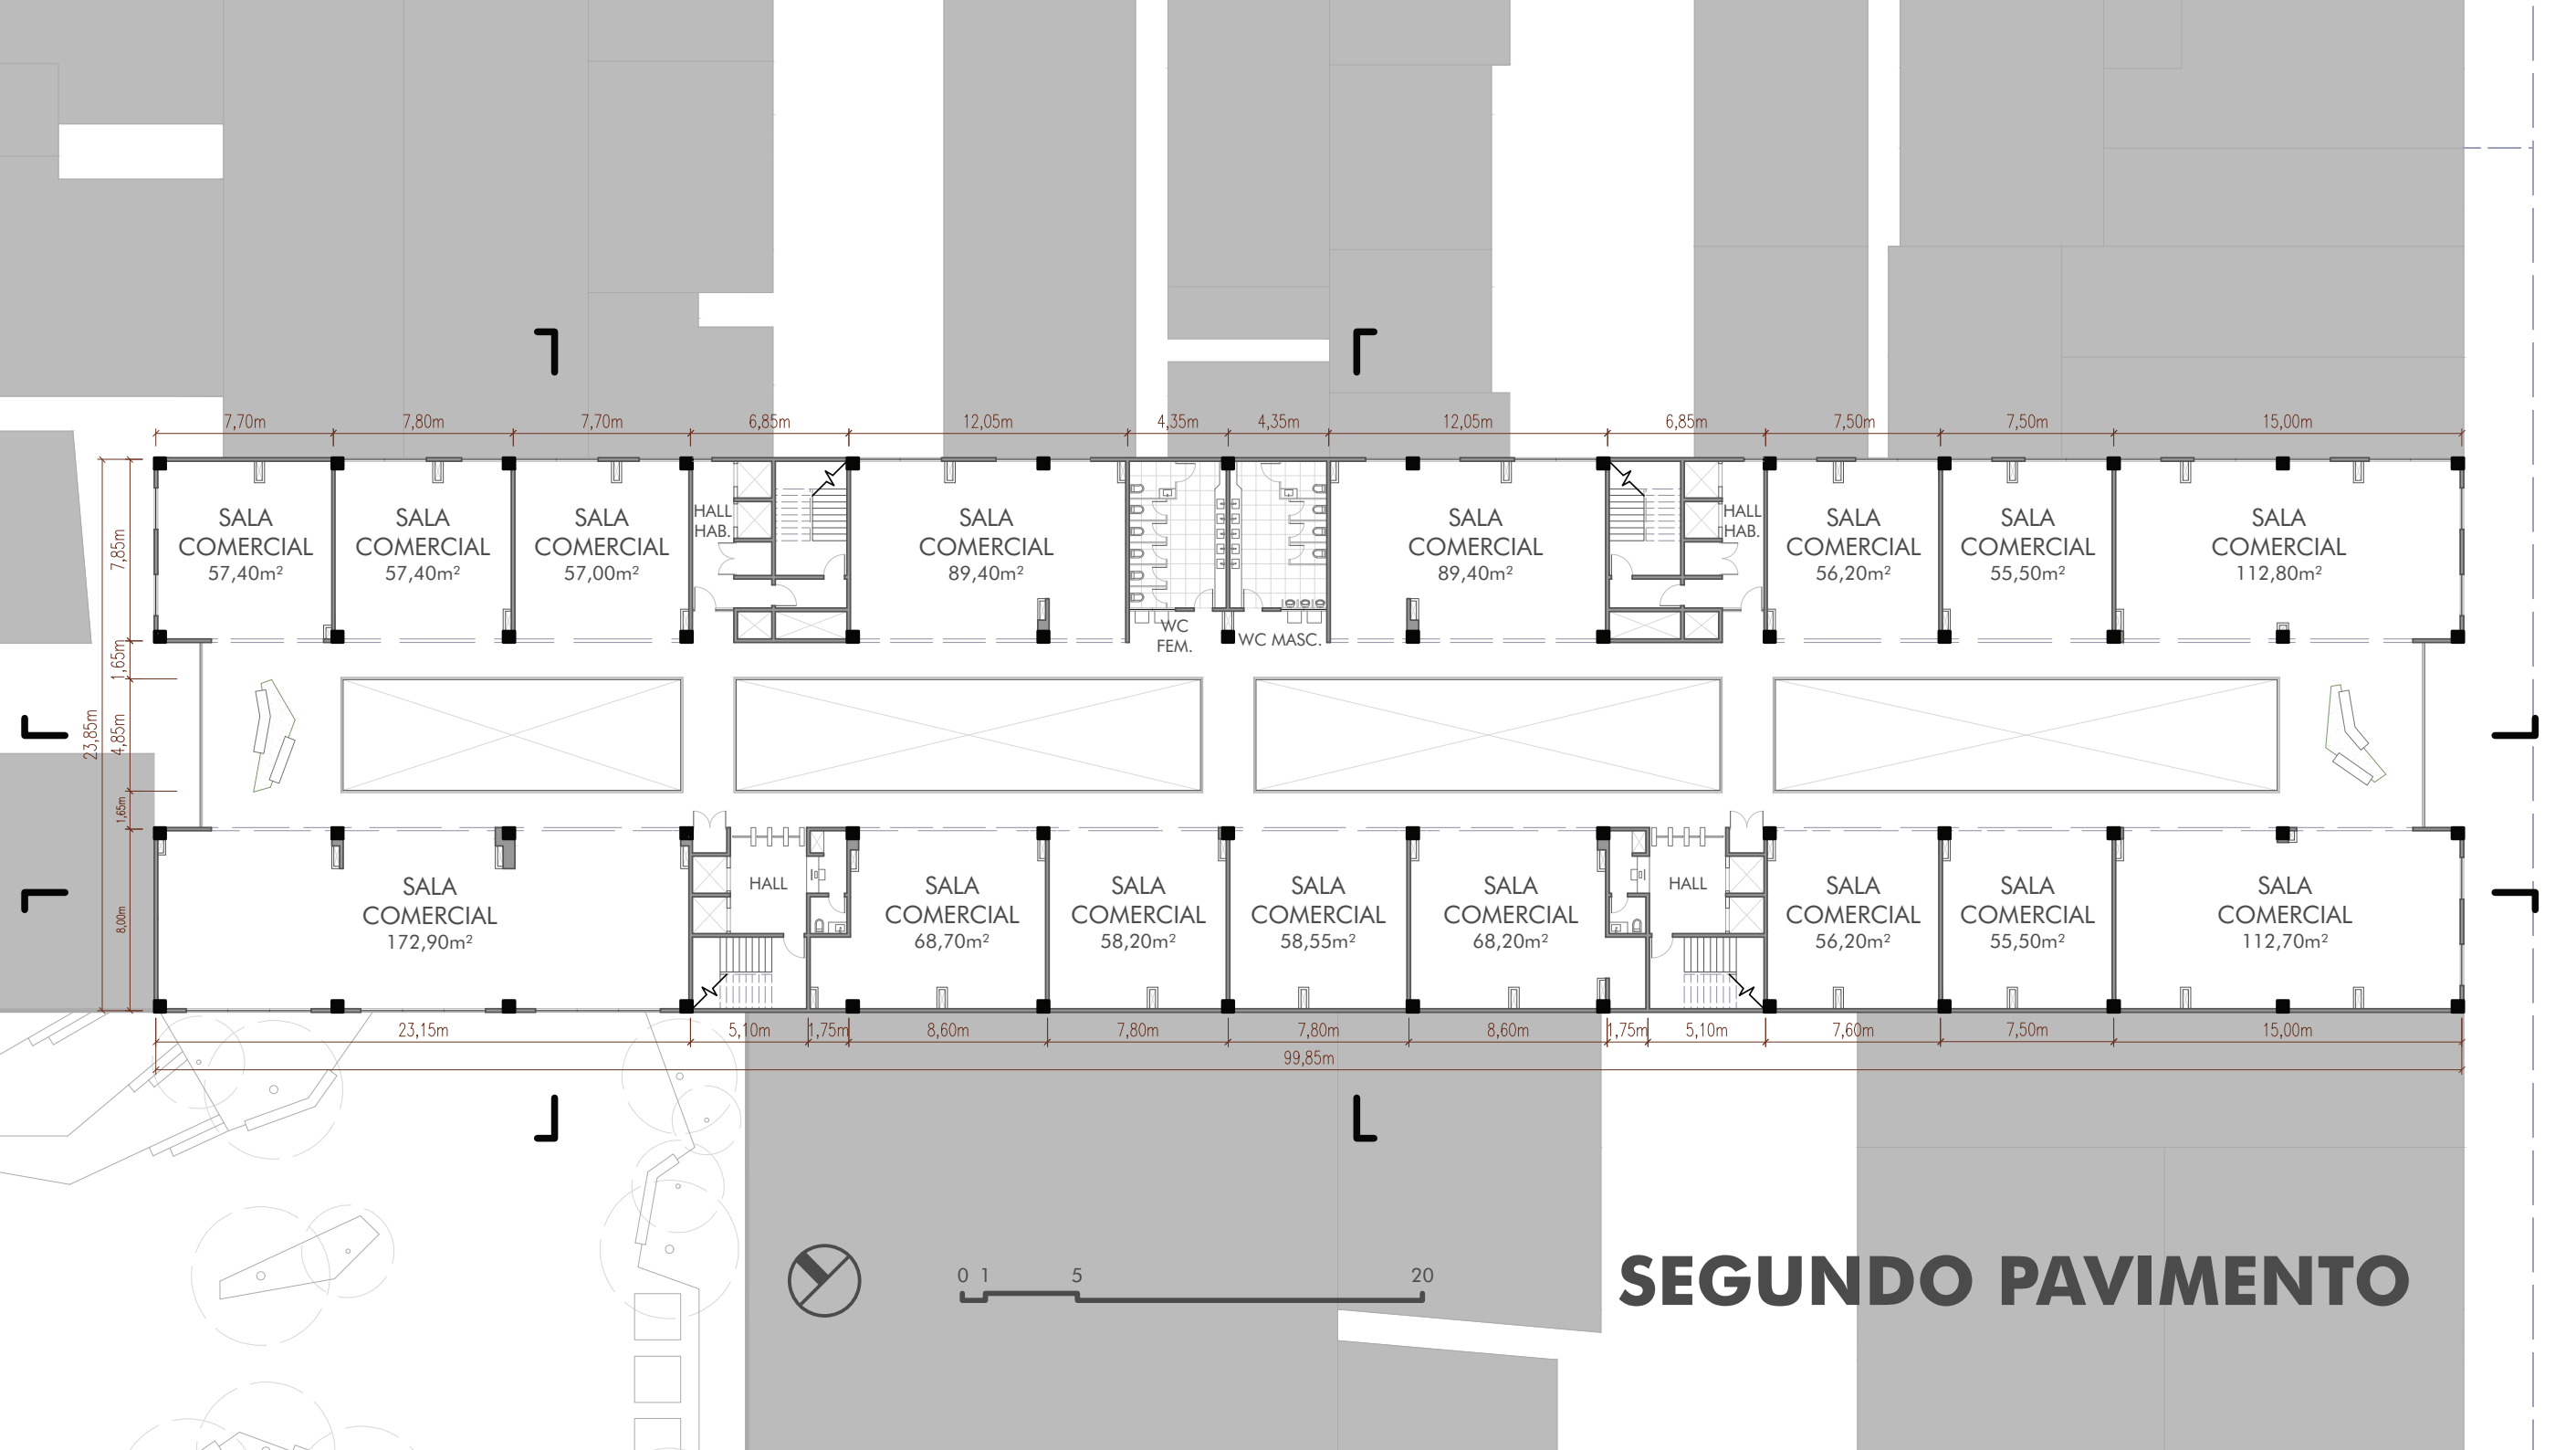 7,70m 7,80m 7,70m 6,85m 12,05m 4,35m 4,35m 12,05m 6,85m 7,50m 7,50m 15,00m
SALA
COMERCIAL
57,40m²
SALA
COMERCIAL
57,40m²
SALA
COMERCIAL
57,00m²
HALL
HAB.
SALA
COMERCIAL
89,40m²
WC
FEM.
WC MASC.
SALA
COMERCIAL
89,40m²
HALL
HAB.
SALA
COMERCIAL
56,20m²
SALA
COMERCIAL
55,50m²
SALA
COMERCIAL
112,80m²
7,85m
1,65m
4,85m
23,85m
1,65m
8,00m
SALA
COMERCIAL
172,90m²
HALL
SALA
COMERCIAL
68,70m²
SALA
COMERCIAL
58,20m²
SALA
COMERCIAL
58,55m²
SALA
COMERCIAL
68,20m²
HALL
SALA
COMERCIAL
56,20m²
SALA
COMERCIAL
55,50m²
SALA
COMERCIAL
112,70m²
23,15m 5,10m 1,75m 8,60m 7,80m 7,80m 8,60m 1,75m 5,10m 7,60m 7,50m 15,00m
99,85m
0 1 5 20
SEGUNDO PAVIMENTO